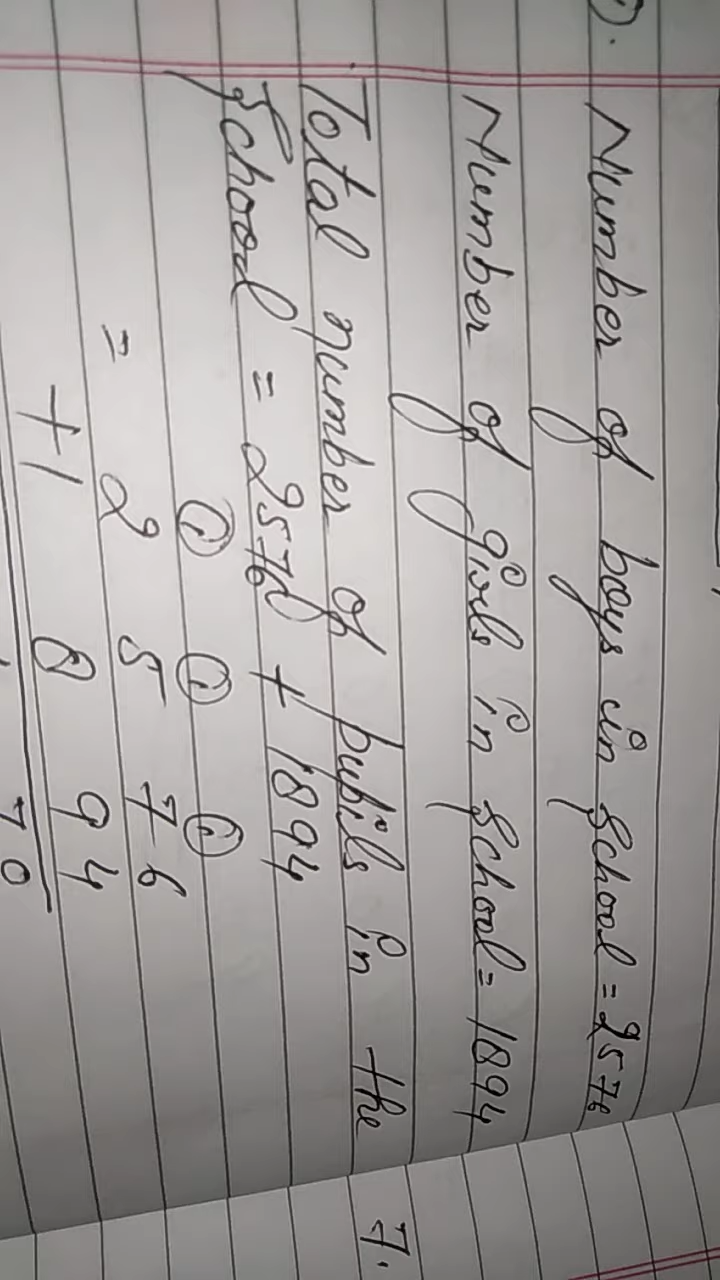 Number of boys in School = 2576
Number of girls in School = 1894
Total number of pupils in the
School = 2576 + 1894
① ① ①
= 2 5 7 6
+1 8 9 4
7 0
7.